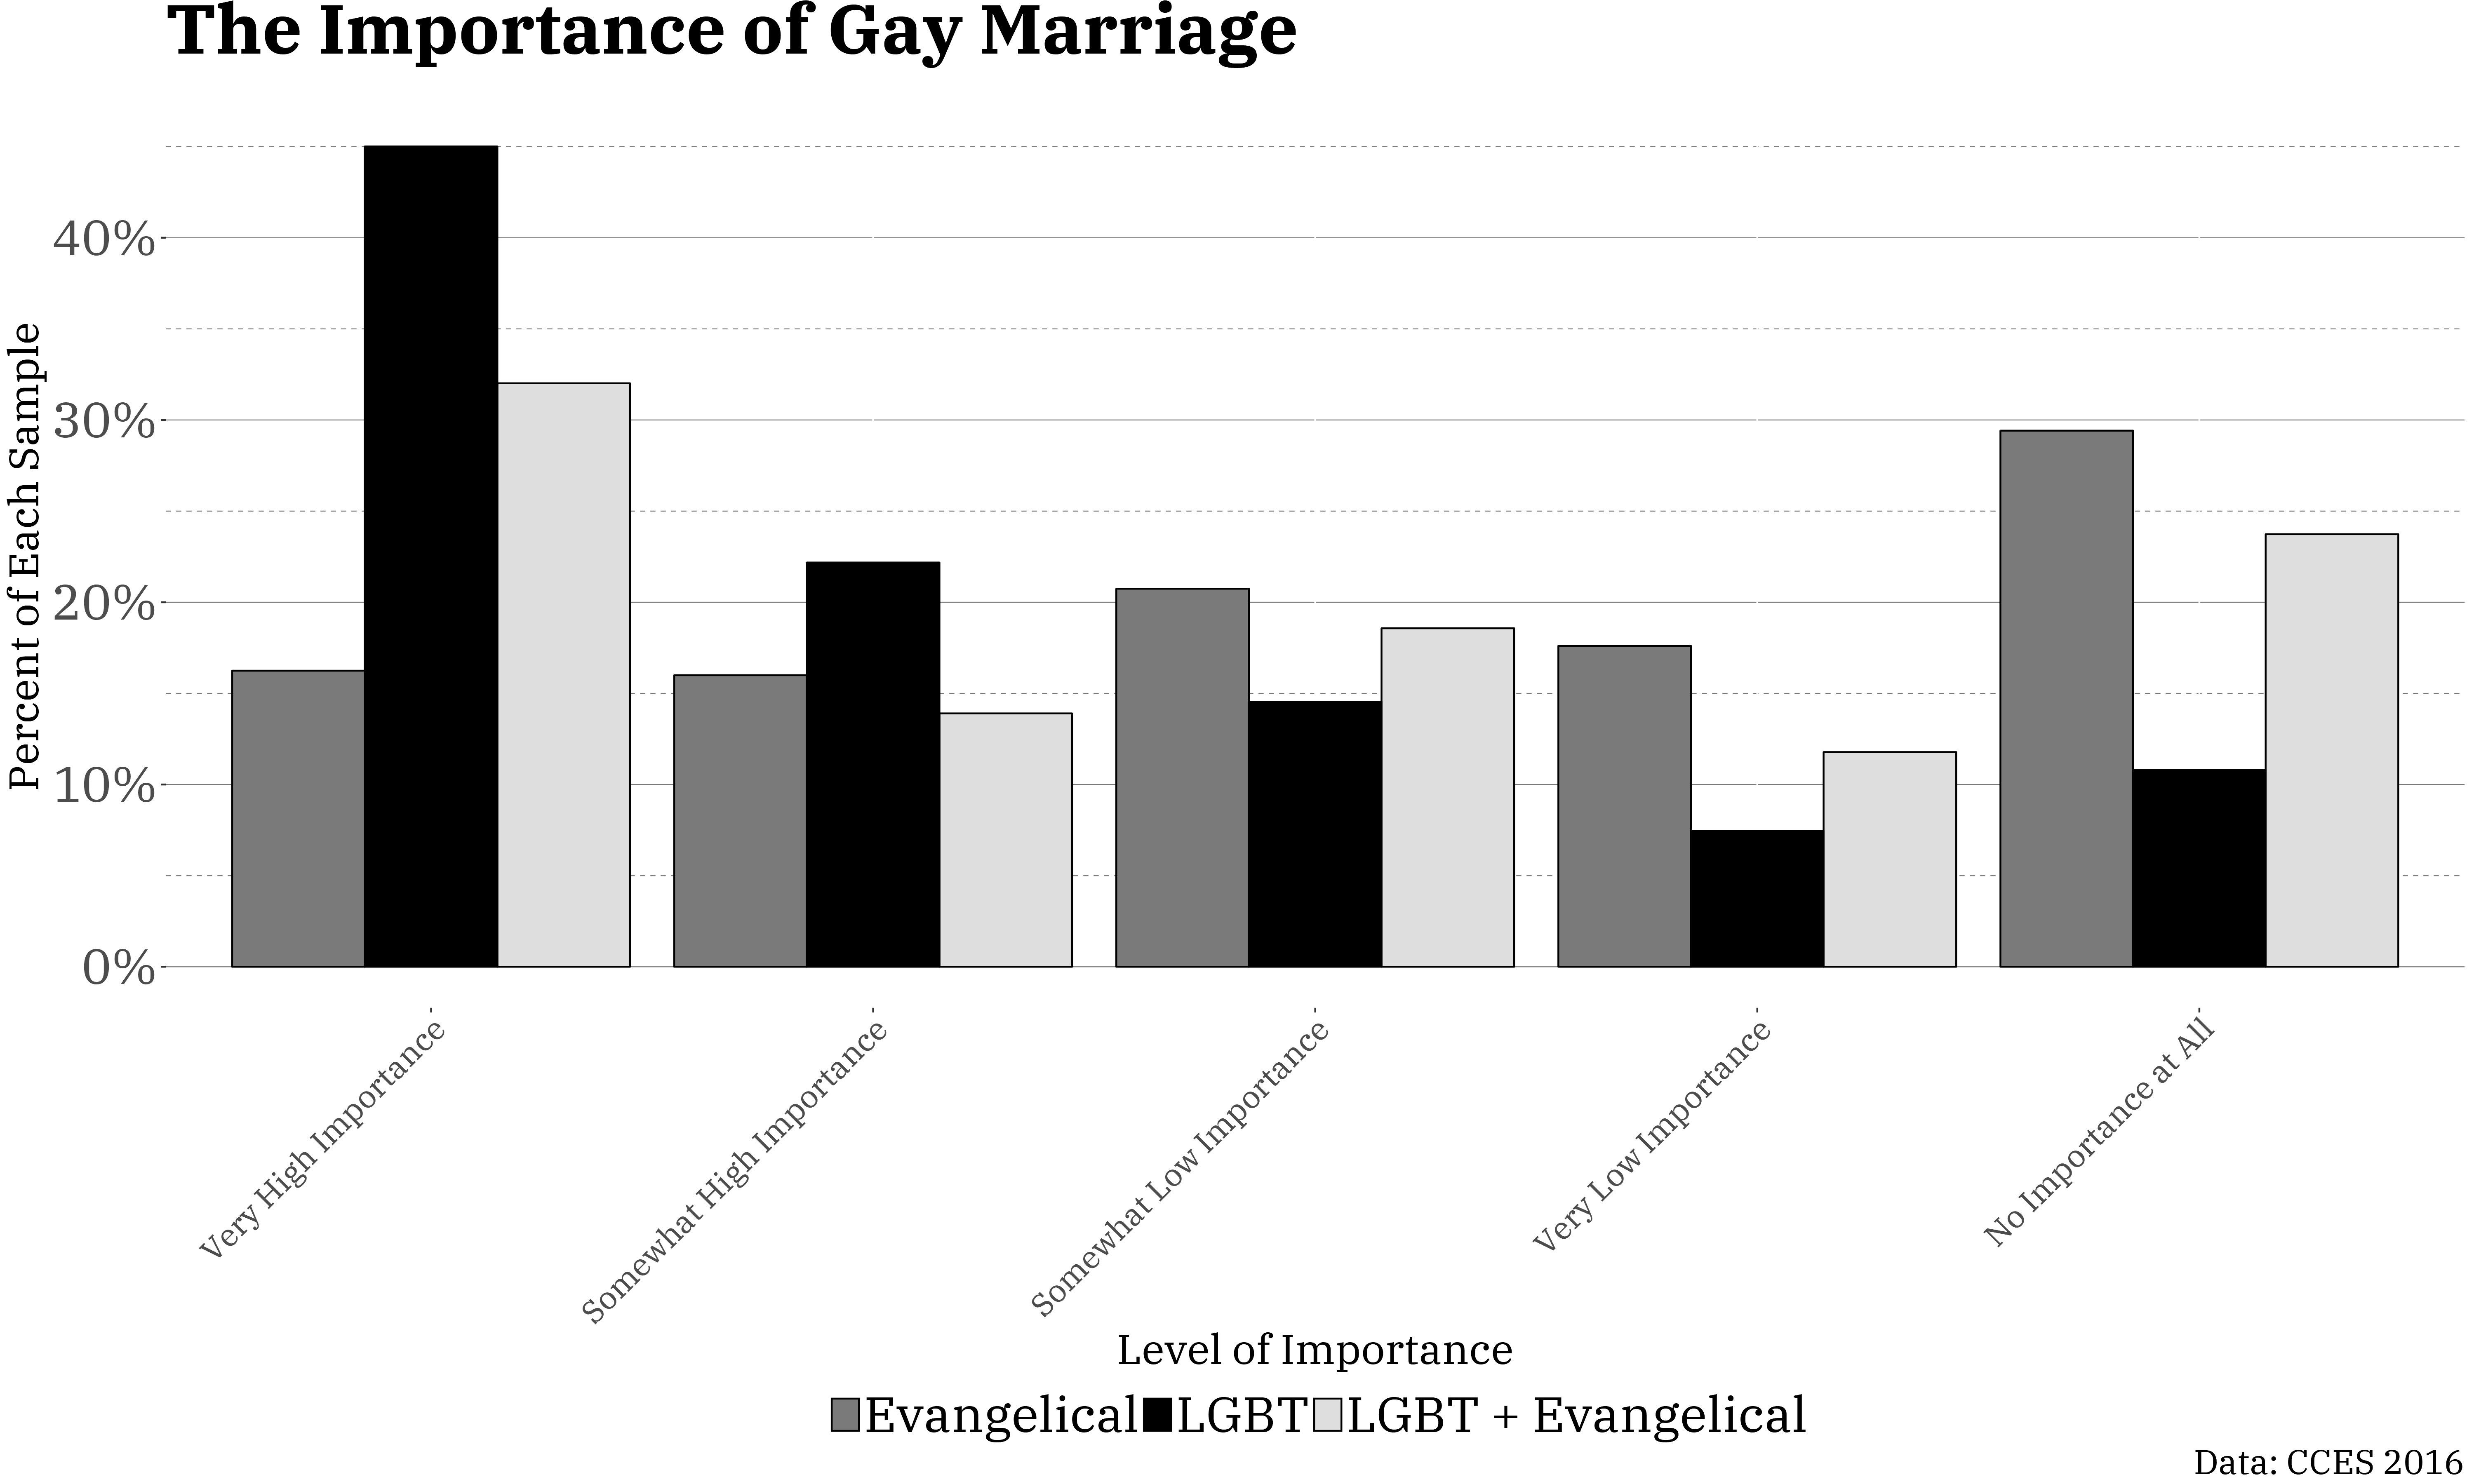 The Importance of Gay Marriage
Percent of Each Sample
40%
30%
20%
10%
0%
Very High Importance
Somewhat High Importance
Somewhat Low Importance
Very Low Importance
No Importance at All
Level of Importance
Evangelical LGBT LGBT + Evangelical
Data: CCES 2016